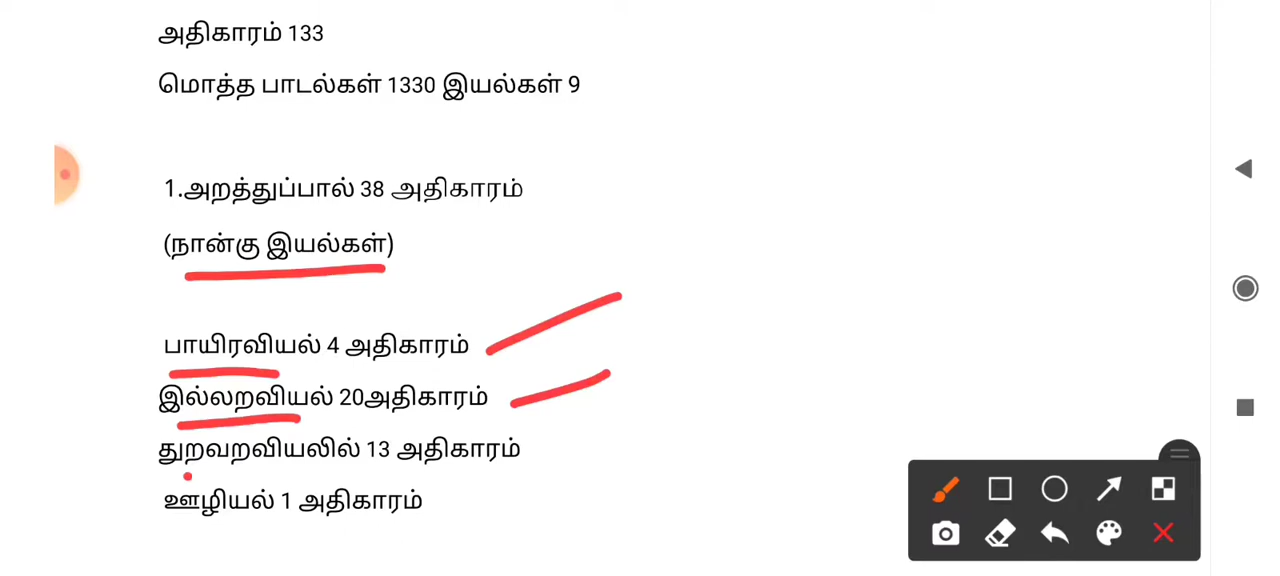 அதிகாரம் 133
மொத்த பாடல்கள் 1330 இயல்கள் 9
1.அறத்துப்பால் 38 அதிகாரம்
(நான்கு இயல்கள்)
பாயிரவியல் 4 அதிகாரம்
இல்லறவியல் 20அதிகாரம்
துறவறவியலில் 13 அதிகாரம்
ஊழியல் 1 அதிகாரம்